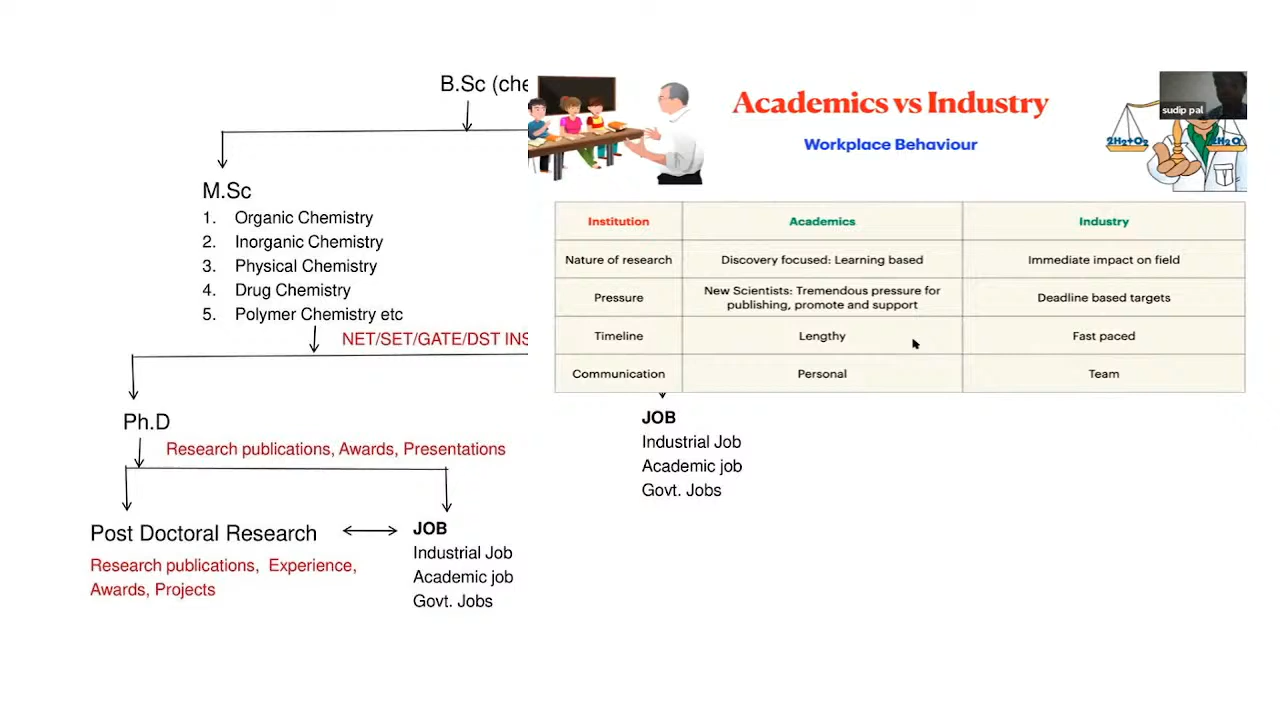 B.Sc (che
M.Sc
1. Organic Chemistry
2. Inorganic Chemistry
3. Physical Chemistry
4. Drug Chemistry
5. Polymer Chemistry etc
NET/SET/GATE/DST INS
Ph.D
Research publications, Awards, Presentations
Post Doctoral Research
Research publications, Experience,
Awards, Projects
JOB
Industrial Job
Academic job
Govt. Jobs
JOB
Industrial Job
Academic job
Govt. Jobs
Academics vs Industry
Workplace Behaviour
sudip pal
2H2+O2
2H2O
Institution Academics Industry
Nature of research Discovery focused: Learning based Immediate impact on field
Pressure New Scientists: Tremendous pressure for publishing, promote and support Deadline based targets
Timeline Lengthy Fast paced
Communication Personal Team